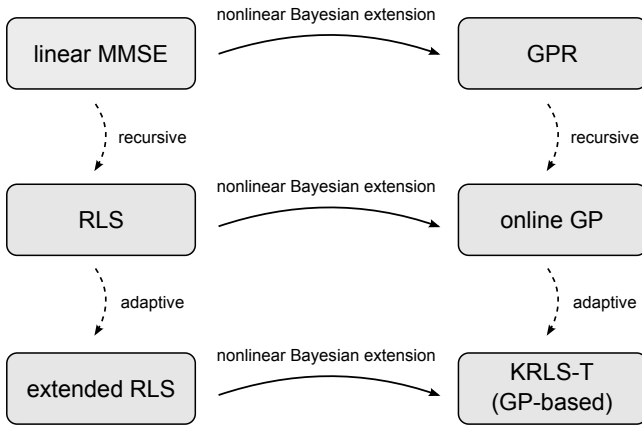 nonlinear Bayesian extension
linear MMSE
GPR
recursive
recursive
nonlinear Bayesian extension
RLS
online GP
adaptive
adaptive
nonlinear Bayesian extension
extended RLS
KRLS-T
(GP-based)